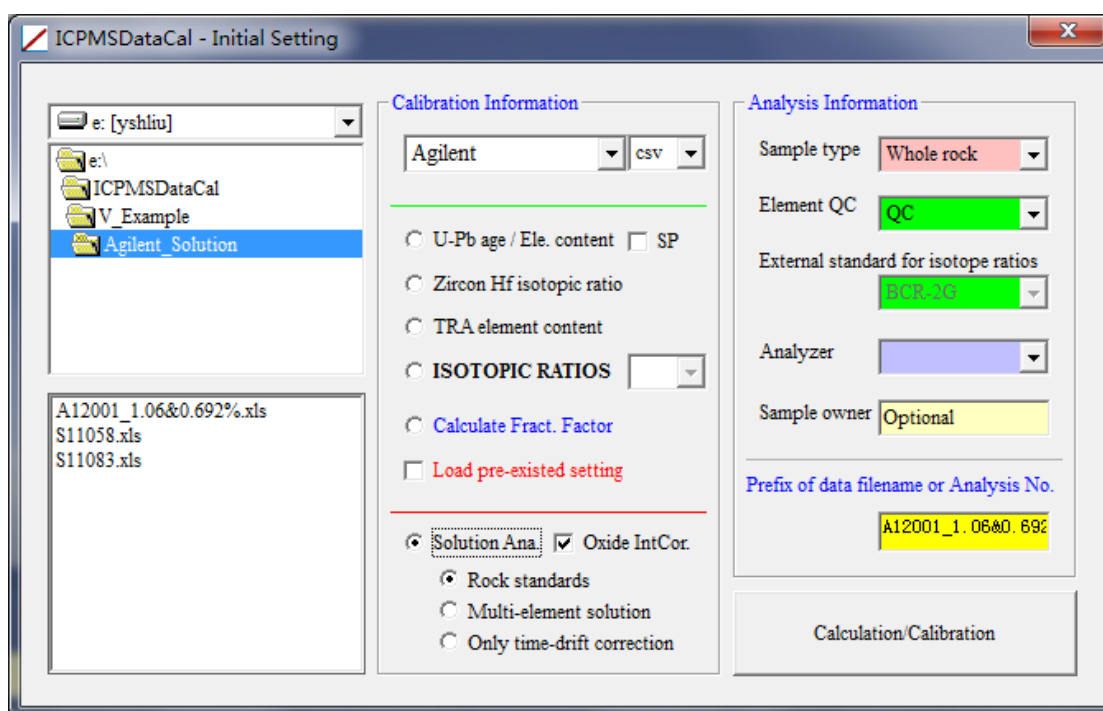 ICPMSDataCal - Initial Setting
e: [yshliu]
e:\
ICPMSDataCal
V_Example
Agilent_Solution
A12001_1.06&0.692%.xls
S11058.xls
S11083.xls
Calibration Information
Agilent csv
U-Pb age / Ele. content SP
Zircon Hf isotopic ratio
TRA element content
ISOTOPIC RATIOS
Calculate Fract. Factor
Load pre-existed setting
Solution Ana. Oxide IntCor.
Rock standards
Multi-element solution
Only time-drift correction
Analysis Information
Sample type Whole rock
Element QC QC
External standard for isotope ratios
BCR-2G
Analyzer
Sample owner Optional
Prefix of data filename or Analysis No.
A12001_1.06&0.692
Calculation/Calibration